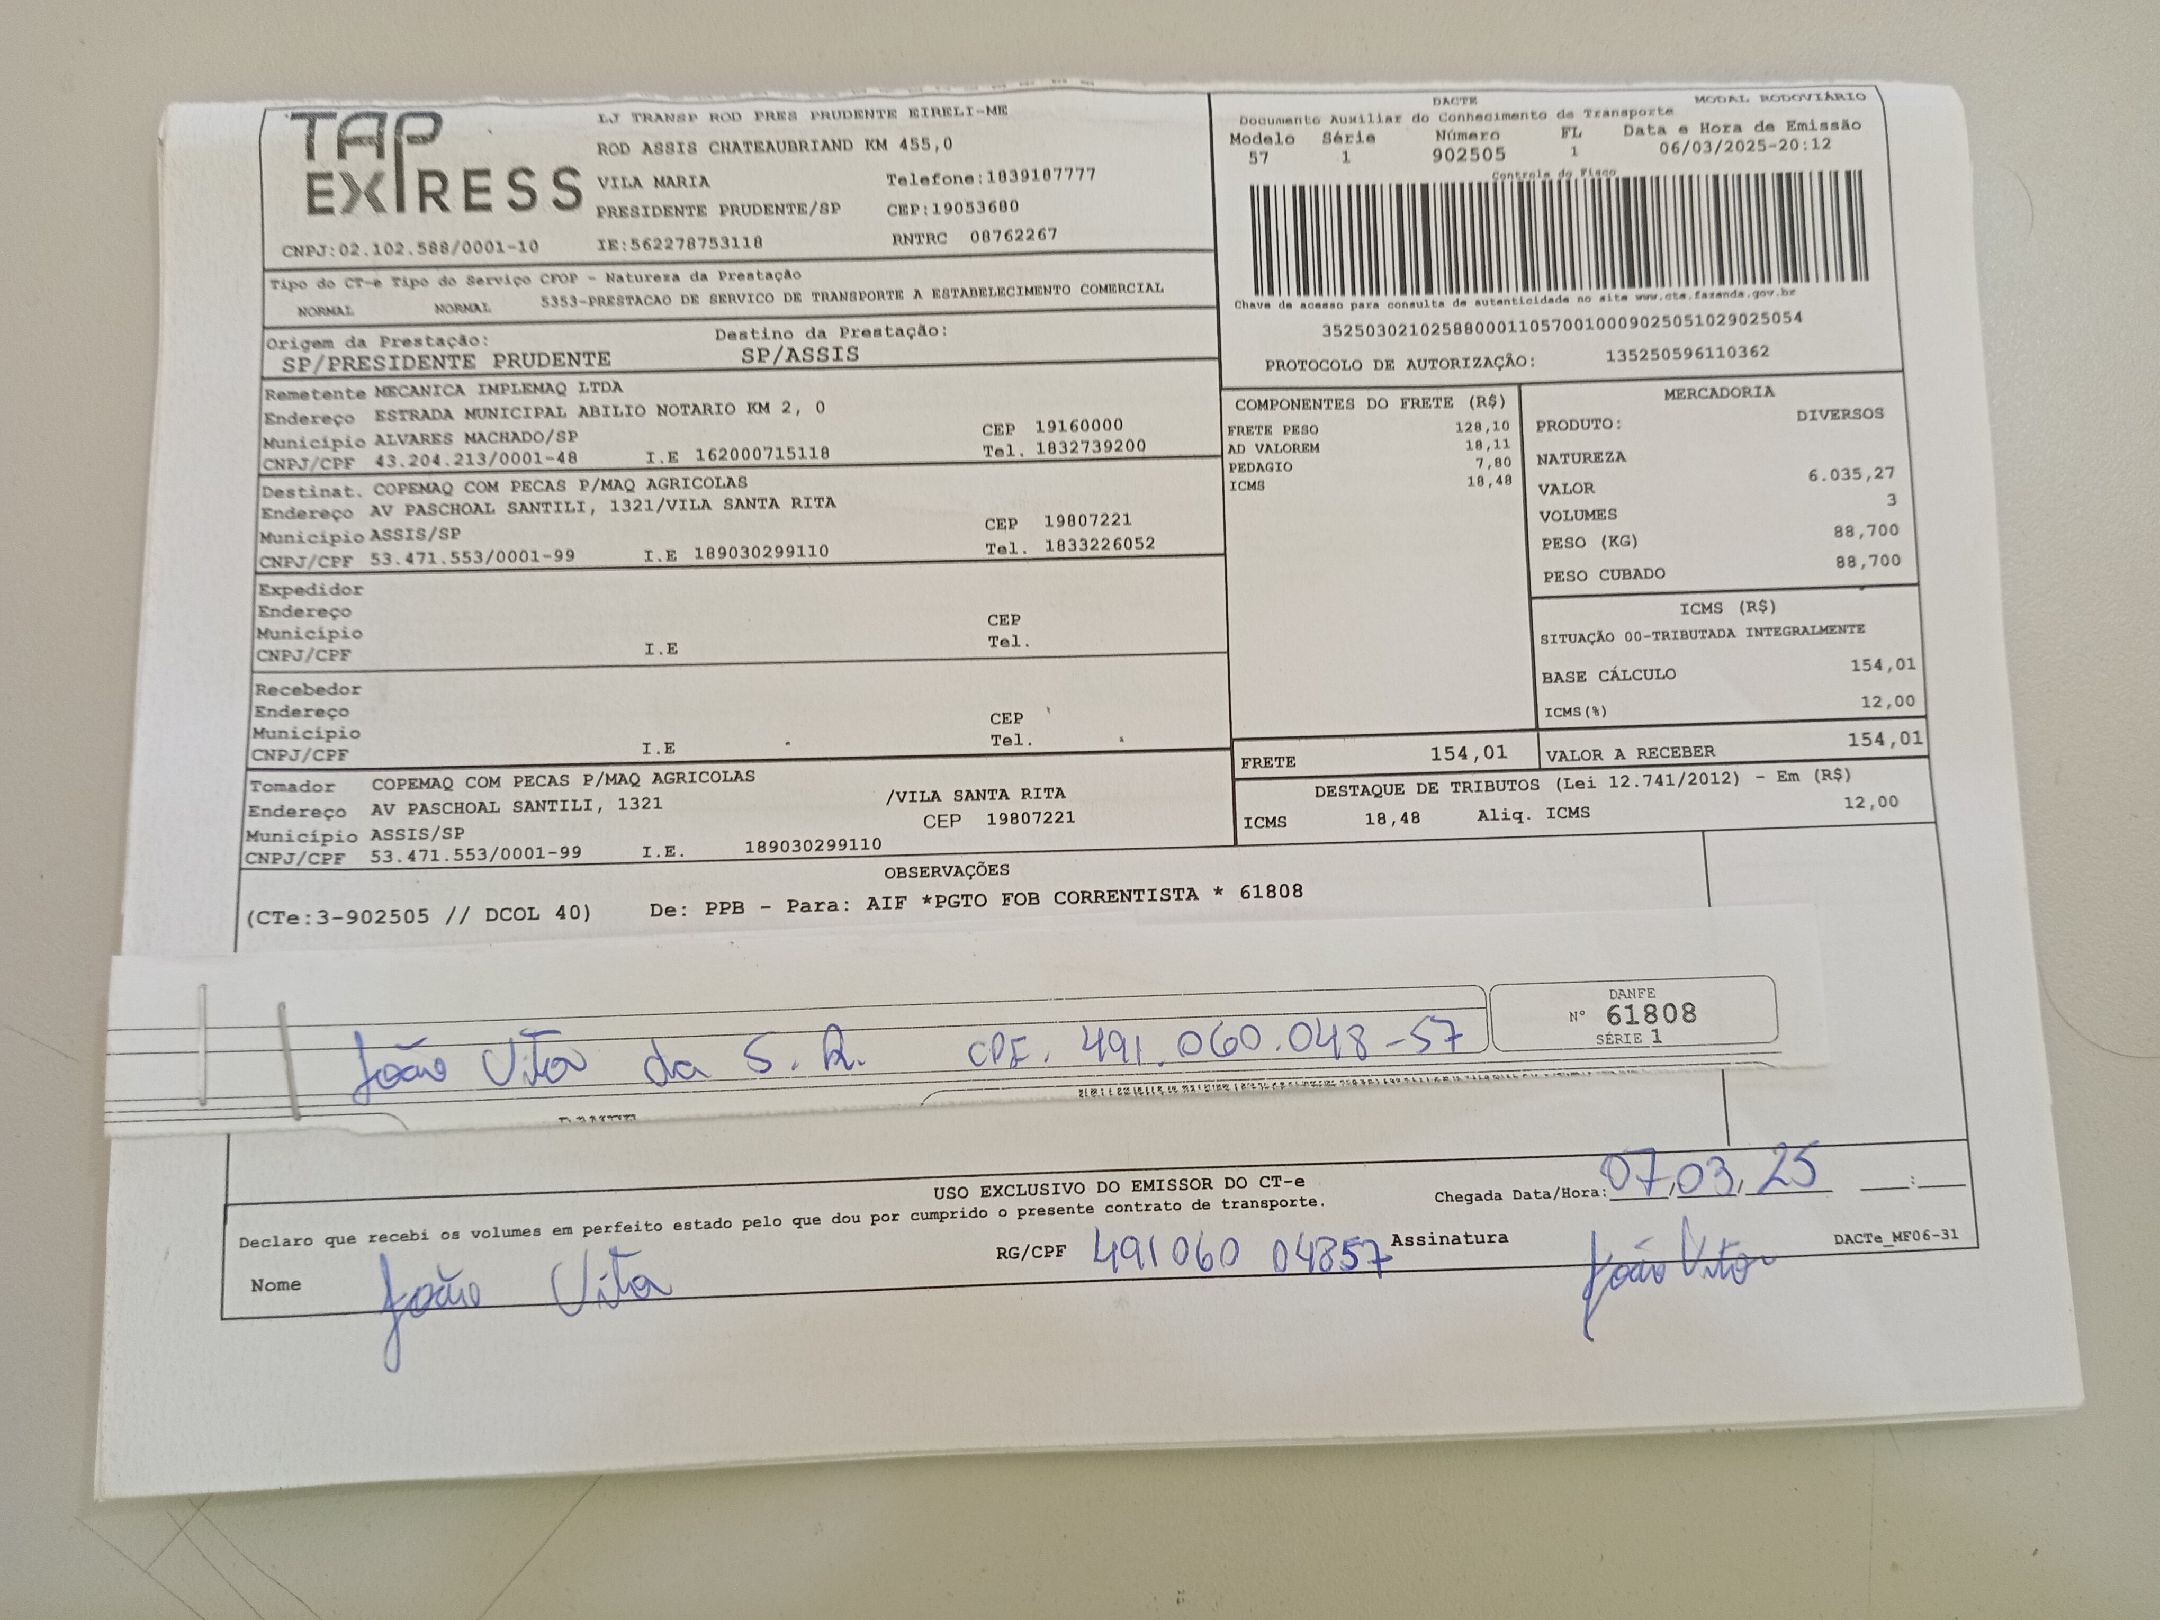 TAP EXPRESS
LJ TRANSP ROD PRES PRUDENTE EIRELI-ME
ROD ASSIS CHATEAUBRIAND KM 455,0
VILA MARIA Telefone:1839187777
PRESIDENTE PRUDENTE/SP CEP:19053680
CNPJ:02.102.588/0001-10 IE:562278753118 RNTRC 08762267
Tipo do CT-e Tipo do Serviço CFOP - Natureza da Prestação
NORMAL NORMAL 5353-PRESTACAO DE SERVICO DE TRANSPORTE A ESTABELECIMENTO COMERCIAL
Origem da Prestação: Destino da Prestação:
SP/PRESIDENTE PRUDENTE SP/ASSIS
Remetente MECANICA IMPLEMAQ LTDA
Endereço ESTRADA MUNICIPAL ABILIO NOTARIO KM 2, 0
Município ALVARES MACHADO/SP CEP 19160000
CNPJ/CPF 43.204.213/0001-48 I.E 162000715118 Tel. 1832739200
Destinat. COPEMAQ COM PECAS P/MAQ AGRICOLAS
Endereço AV PASCHOAL SANTILI, 1321/VILA SANTA RITA
Município ASSIS/SP CEP 19807221
CNPJ/CPF 53.471.553/0001-99 I.E 189030299110 Tel. 1833226052
Expedidor
Endereço
Município CEP
CNPJ/CPF I.E Tel.
Recebedor
Endereço
Município CEP
CNPJ/CPF I.E Tel.
Tomador COPEMAQ COM PECAS P/MAQ AGRICOLAS
Endereço AV PASCHOAL SANTILI, 1321 /VILA SANTA RITA
Município ASSIS/SP CEP 19807221
CNPJ/CPF 53.471.553/0001-99 I.E. 189030299110
DACTE MODAL RODOVIÁRIO
Documento Auxiliar do Conhecimento de Transporte
Modelo Série Número FL Data e Hora de Emissão
57 1 902505 1 06/03/2025-20:12
Controle do Fisco
Chave de acesso para consulta de autenticidade no site www.cte.fazenda.gov.br
35250302102588000110570010009025051029025054
PROTOCOLO DE AUTORIZAÇÃO: 135250596110362
COMPONENTES DO FRETE (R$)
FRETE PESO 128,10
AD VALOREM 18,11
PEDAGIO 7,80
ICMS 18,48
MERCADORIA
PRODUTO: DIVERSOS
NATUREZA
VALOR 6.035,27
VOLUMES 3
PESO (KG) 88,700
PESO CUBADO 88,700
ICMS (R$)
SITUAÇÃO 00-TRIBUTADA INTEGRALMENTE
BASE CÁLCULO 154,01
ICMS(%) 12,00
FRETE 154,01 VALOR A RECEBER 154,01
DESTAQUE DE TRIBUTOS (Lei 12.741/2012) - Em (R$)
ICMS 18,48 Aliq. ICMS 12,00
OBSERVAÇÕES
(CTe:3-902505 // DCOL 40) De: PPB - Para: AIF *PGTO FOB CORRENTISTA * 61808
DANFE
Nº 61808
SÉRIE 1
João Vitor da S. R. CPF. 491.060.048-57
USO EXCLUSIVO DO EMISSOR DO CT-e
Declaro que recebi os volumes em perfeito estado pelo que dou por cumprido o presente contrato de transporte.
Chegada Data/Hora: 07/03/25 __:__
Nome João Vitor RG/CPF 491060 04857 Assinatura João Vitor
DACTe_MF06-31